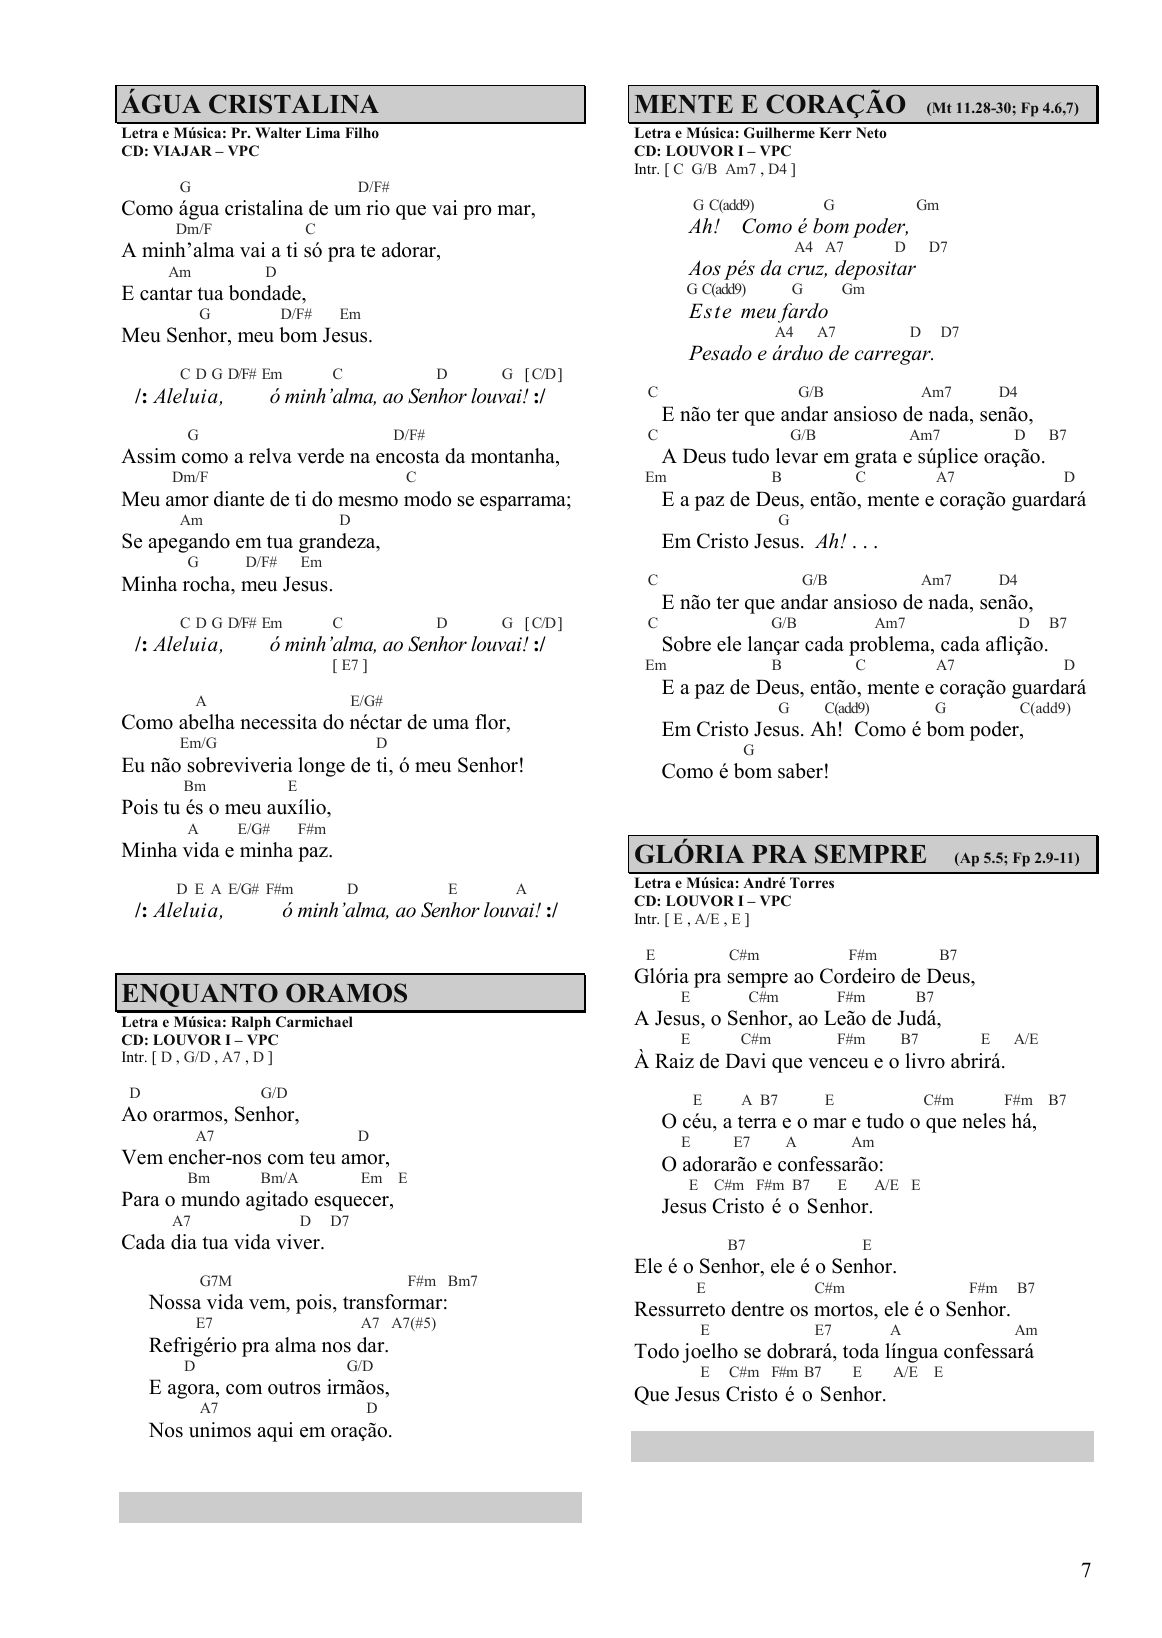 ÁGUA CRISTALINA
Letra e Música: Pr. Walter Lima Filho
CD: VIAJAR – VPC
G D/F#
Como água cristalina de um rio que vai pro mar,
Dm/F C
A minh’alma vai a ti só pra te adorar,
Am D
E cantar tua bondade,
G D/F# Em
Meu Senhor, meu bom Jesus.
C D G D/F# Em C D G [C/D]
/: Aleluia, ó minh’alma, ao Senhor louvai! :/
G D/F#
Assim como a relva verde na encosta da montanha,
Dm/F C
Meu amor diante de ti do mesmo modo se esparrama;
Am D
Se apegando em tua grandeza,
G D/F# Em
Minha rocha, meu Jesus.
C D G D/F# Em C D G [C/D]
/: Aleluia, ó minh’alma, ao Senhor louvai! :/
[ E7 ]
A E/G#
Como abelha necessita do néctar de uma flor,
Em/G D
Eu não sobreviveria longe de ti, ó meu Senhor!
Bm E
Pois tu és o meu auxílio,
A E/G# F#m
Minha vida e minha paz.
D E A E/G# F#m D E A
/: Aleluia, ó minh’alma, ao Senhor louvai! :/
ENQUANTO ORAMOS
Letra e Música: Ralph Carmichael
CD: LOUVOR I – VPC
Intr. [ D , G/D , A7 , D ]
D G/D
Ao orarmos, Senhor,
A7 D
Vem encher-nos com teu amor,
Bm Bm/A Em E
Para o mundo agitado esquecer,
A7 D D7
Cada dia tua vida viver.
G7M F#m Bm7
Nossa vida vem, pois, transformar:
E7 A7 A7(#5)
Refrigério pra alma nos dar.
D G/D
E agora, com outros irmãos,
A7 D
Nos unimos aqui em oração.
MENTE E CORAÇÃO (Mt 11.28-30; Fp 4.6,7)
Letra e Música: Guilherme Kerr Neto
CD: LOUVOR I – VPC
Intr. [ C G/B Am7 , D4 ]
G C(add9) G Gm
Ah! Como é bom poder,
A4 A7 D D7
Aos pés da cruz, depositar
G C(add9) G Gm
Este meu fardo
A4 A7 D D7
Pesado e árduo de carregar.
C G/B Am7 D4
E não ter que andar ansioso de nada, senão,
C G/B Am7 D B7
A Deus tudo levar em grata e súplice oração.
Em B C A7 D
E a paz de Deus, então, mente e coração guardará
G
Em Cristo Jesus. Ah! . . .
C G/B Am7 D4
E não ter que andar ansioso de nada, senão,
C G/B Am7 D B7
Sobre ele lançar cada problema, cada aflição.
Em B C A7 D
E a paz de Deus, então, mente e coração guardará
G C(add9) G C(add9)
Em Cristo Jesus. Ah! Como é bom poder,
G
Como é bom saber!
GLÓRIA PRA SEMPRE (Ap 5.5; Fp 2.9-11)
Letra e Música: André Torres
CD: LOUVOR I – VPC
Intr. [ E , A/E , E ]
E C#m F#m B7
Glória pra sempre ao Cordeiro de Deus,
E C#m F#m B7
A Jesus, o Senhor, ao Leão de Judá,
E C#m F#m B7 E A/E
À Raiz de Davi que venceu e o livro abrirá.
E A B7 E C#m F#m B7
O céu, a terra e o mar e tudo o que neles há,
E E7 A Am
O adorarão e confessarão:
E C#m F#m B7 E A/E E
Jesus Cristo é o Senhor.
B7 E
Ele é o Senhor, ele é o Senhor.
E C#m F#m B7
Ressurreto dentre os mortos, ele é o Senhor.
E E7 A Am
Todo joelho se dobrará, toda língua confessará
E C#m F#m B7 E A/E E
Que Jesus Cristo é o Senhor.
7